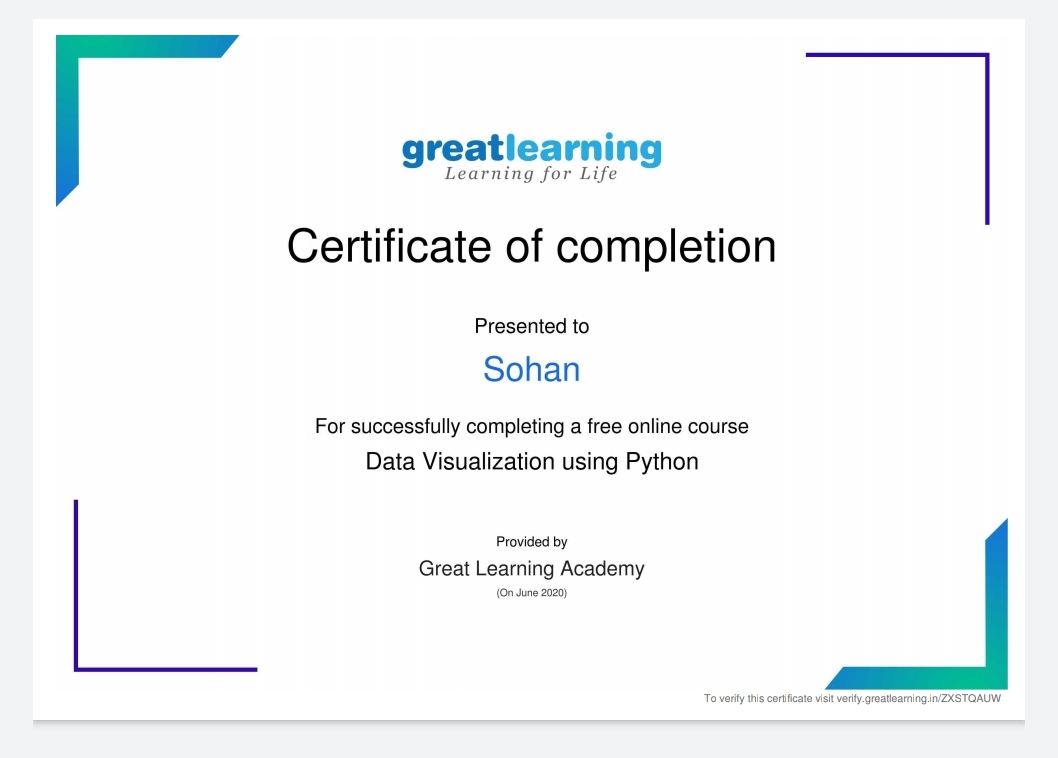 greatlearning
Learning for Life
Certificate of completion
Presented to
Sohan
For successfully completing a free online course
Data Visualization using Python
Provided by
Great Learning Academy
(On June 2020)
To verify this certificate visit verify.greatlearning.in/ZXSTQAUW